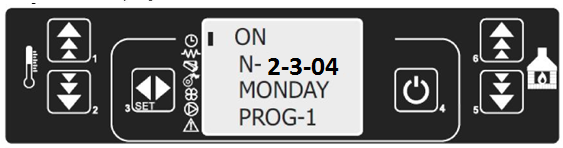 ON
N- 2-3-04
MONDAY
PROG-1
1
2
3 SET
4
5
6